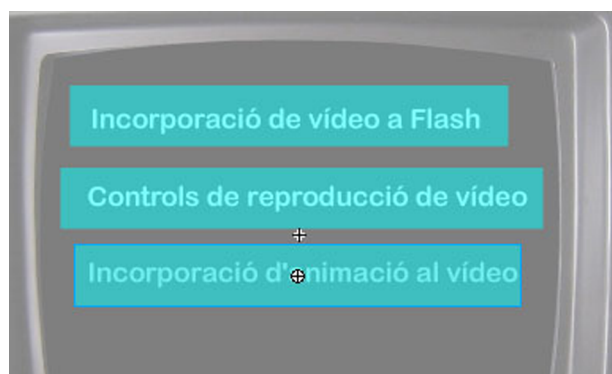 Incorporació de vídeo a Flash
Controls de reproducció de vídeo
Incorporació d'animació al vídeo